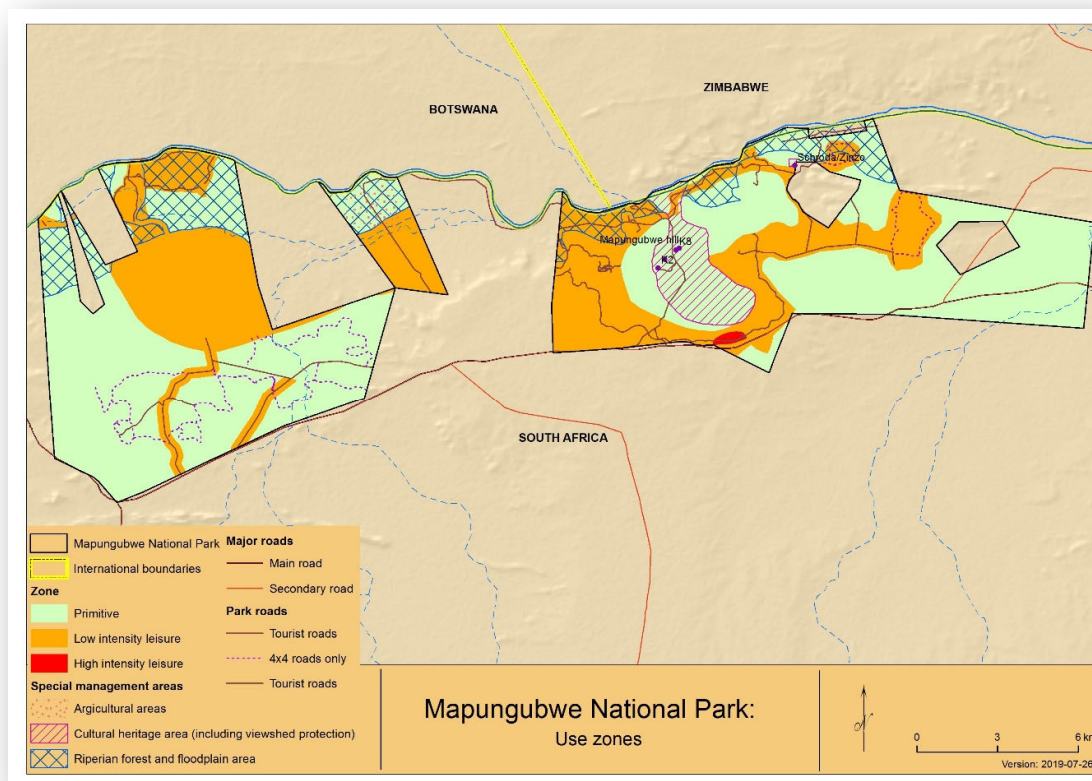 ZIMBABWE
BOTSWANA
Schroda/Zinzo
Mapungubwe hill
K8
K2
SOUTH AFRICA
Mapungubwe National Park
International boundaries
Zone
Primitive
Low intensity leisure
High intensity leisure
Special management areas
Argicultural areas
Cultural heritage area (including viewshed protection)
Riperian forest and floodplain area
Major roads
Main road
Secondary road
Park roads
Tourist roads
4x4 roads only
Tourist roads
Mapungubwe National Park:
Use zones
N
0 3 6 km
Version: 2019-07-26